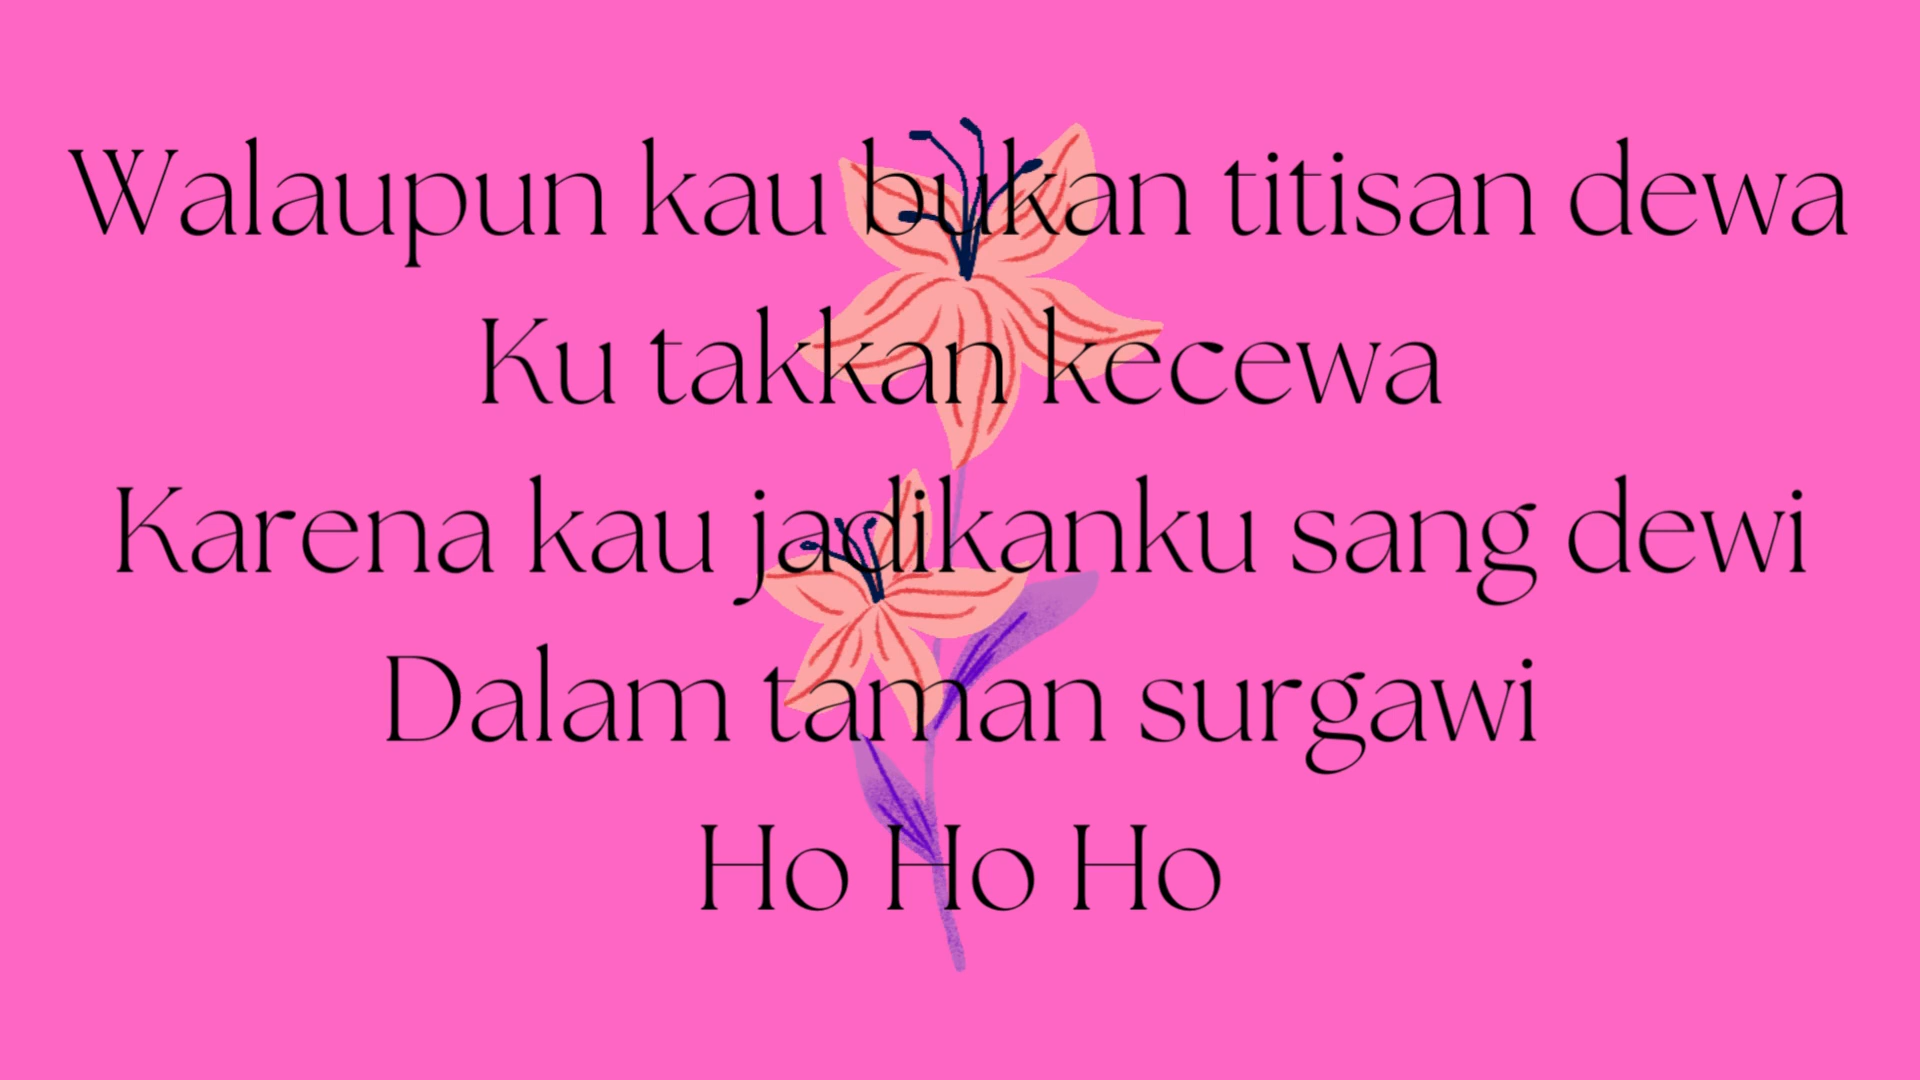 Walaupun kau bukan titisan dewa
Ku takkan kecewa
Karena kau jadikanku sang dewi
Dalam taman surgawi
Ho Ho Ho